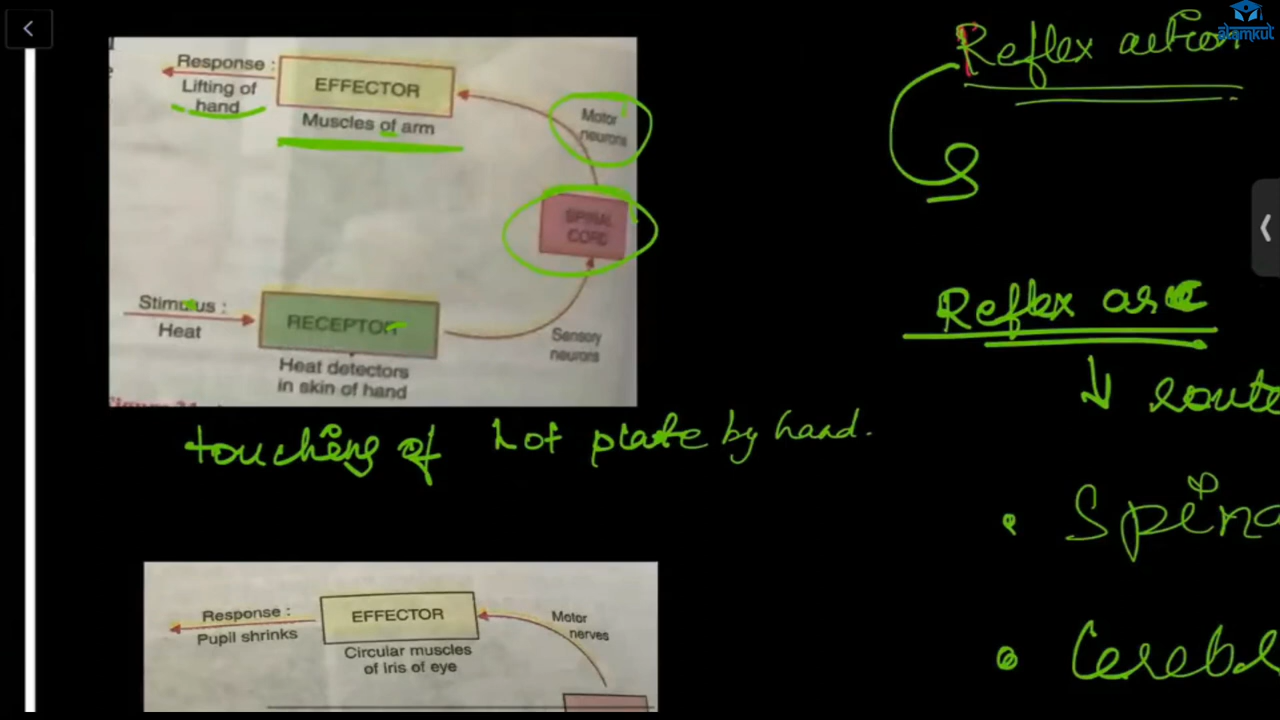 alamkut
Reflex action
Response :
Lifting of
hand
EFFECTOR
Muscles of arm
Motor
neurons
SPINAL
CORD
Stimulus :
Heat
RECEPTOR
Heat detectors
in skin of hand
Sensory
neurons
touching of hot plate by hand.
Reflex arc
↓ route
• Spina
• Cerebr
Response :
Pupil shrinks
EFFECTOR
Circular muscles
of Iris of eye
Motor
nerves